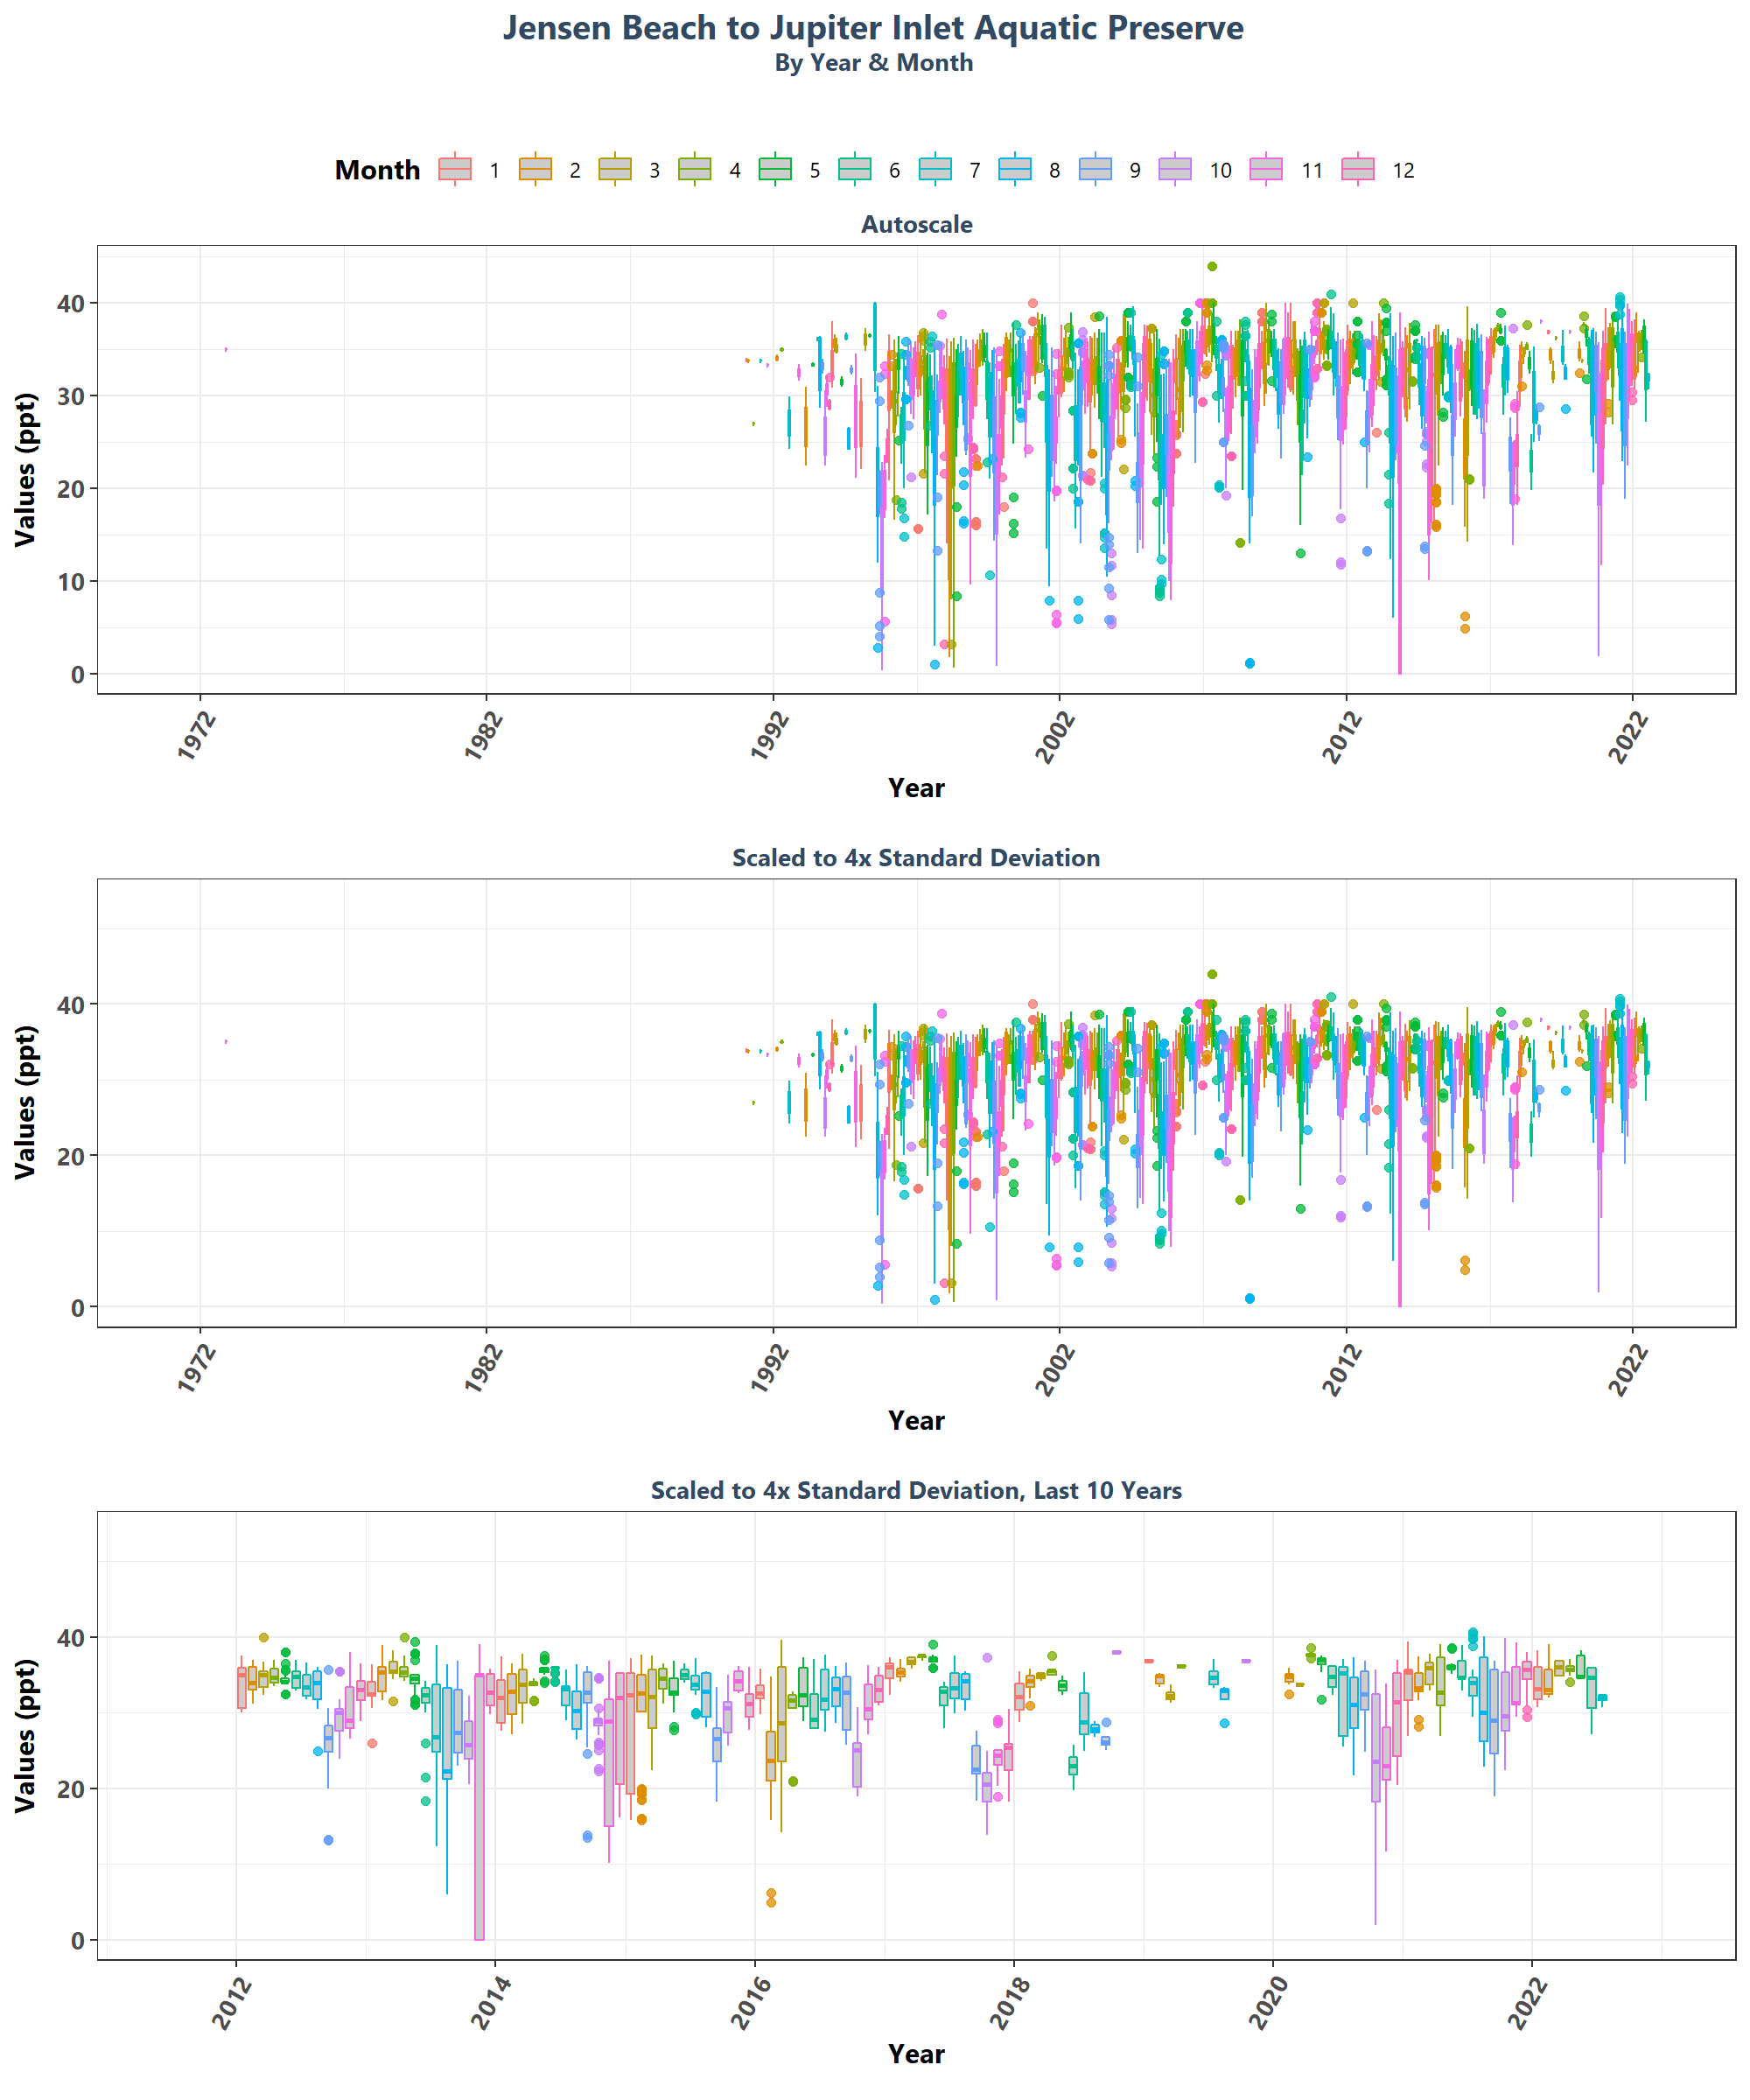 Jensen Beach to Jupiter Inlet Aquatic Preserve
By Year & Month
Month 1 2 3 4 5 6 7 8 9 10 11 12
Autoscale
Values (ppt)
40
30
20
10
0
1972 1982 1992 2002 2012 2022
Year
Scaled to 4x Standard Deviation
Values (ppt)
40
20
0
1972 1982 1992 2002 2012 2022
Year
Scaled to 4x Standard Deviation, Last 10 Years
Values (ppt)
40
20
0
2012 2014 2016 2018 2020 2022
Year